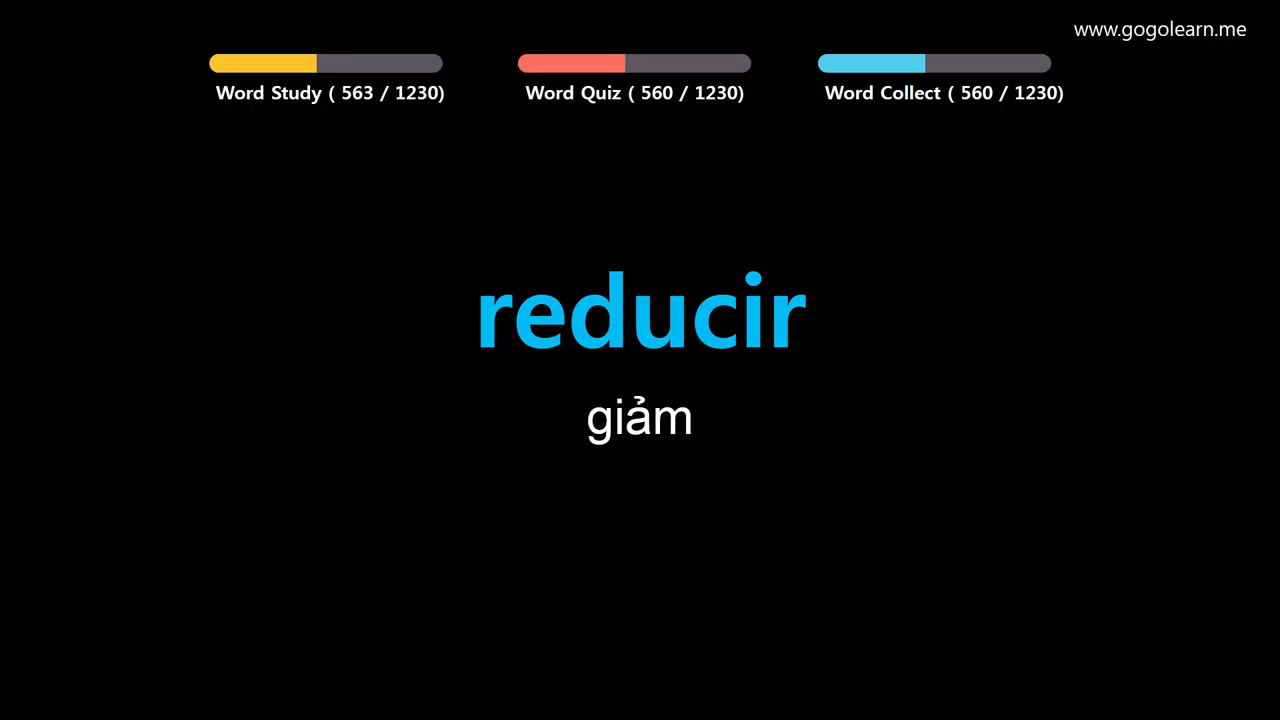 www.gogolearn.me
Word Study ( 563 / 1230)
Word Quiz ( 560 / 1230)
Word Collect ( 560 / 1230)
reducir
giảm